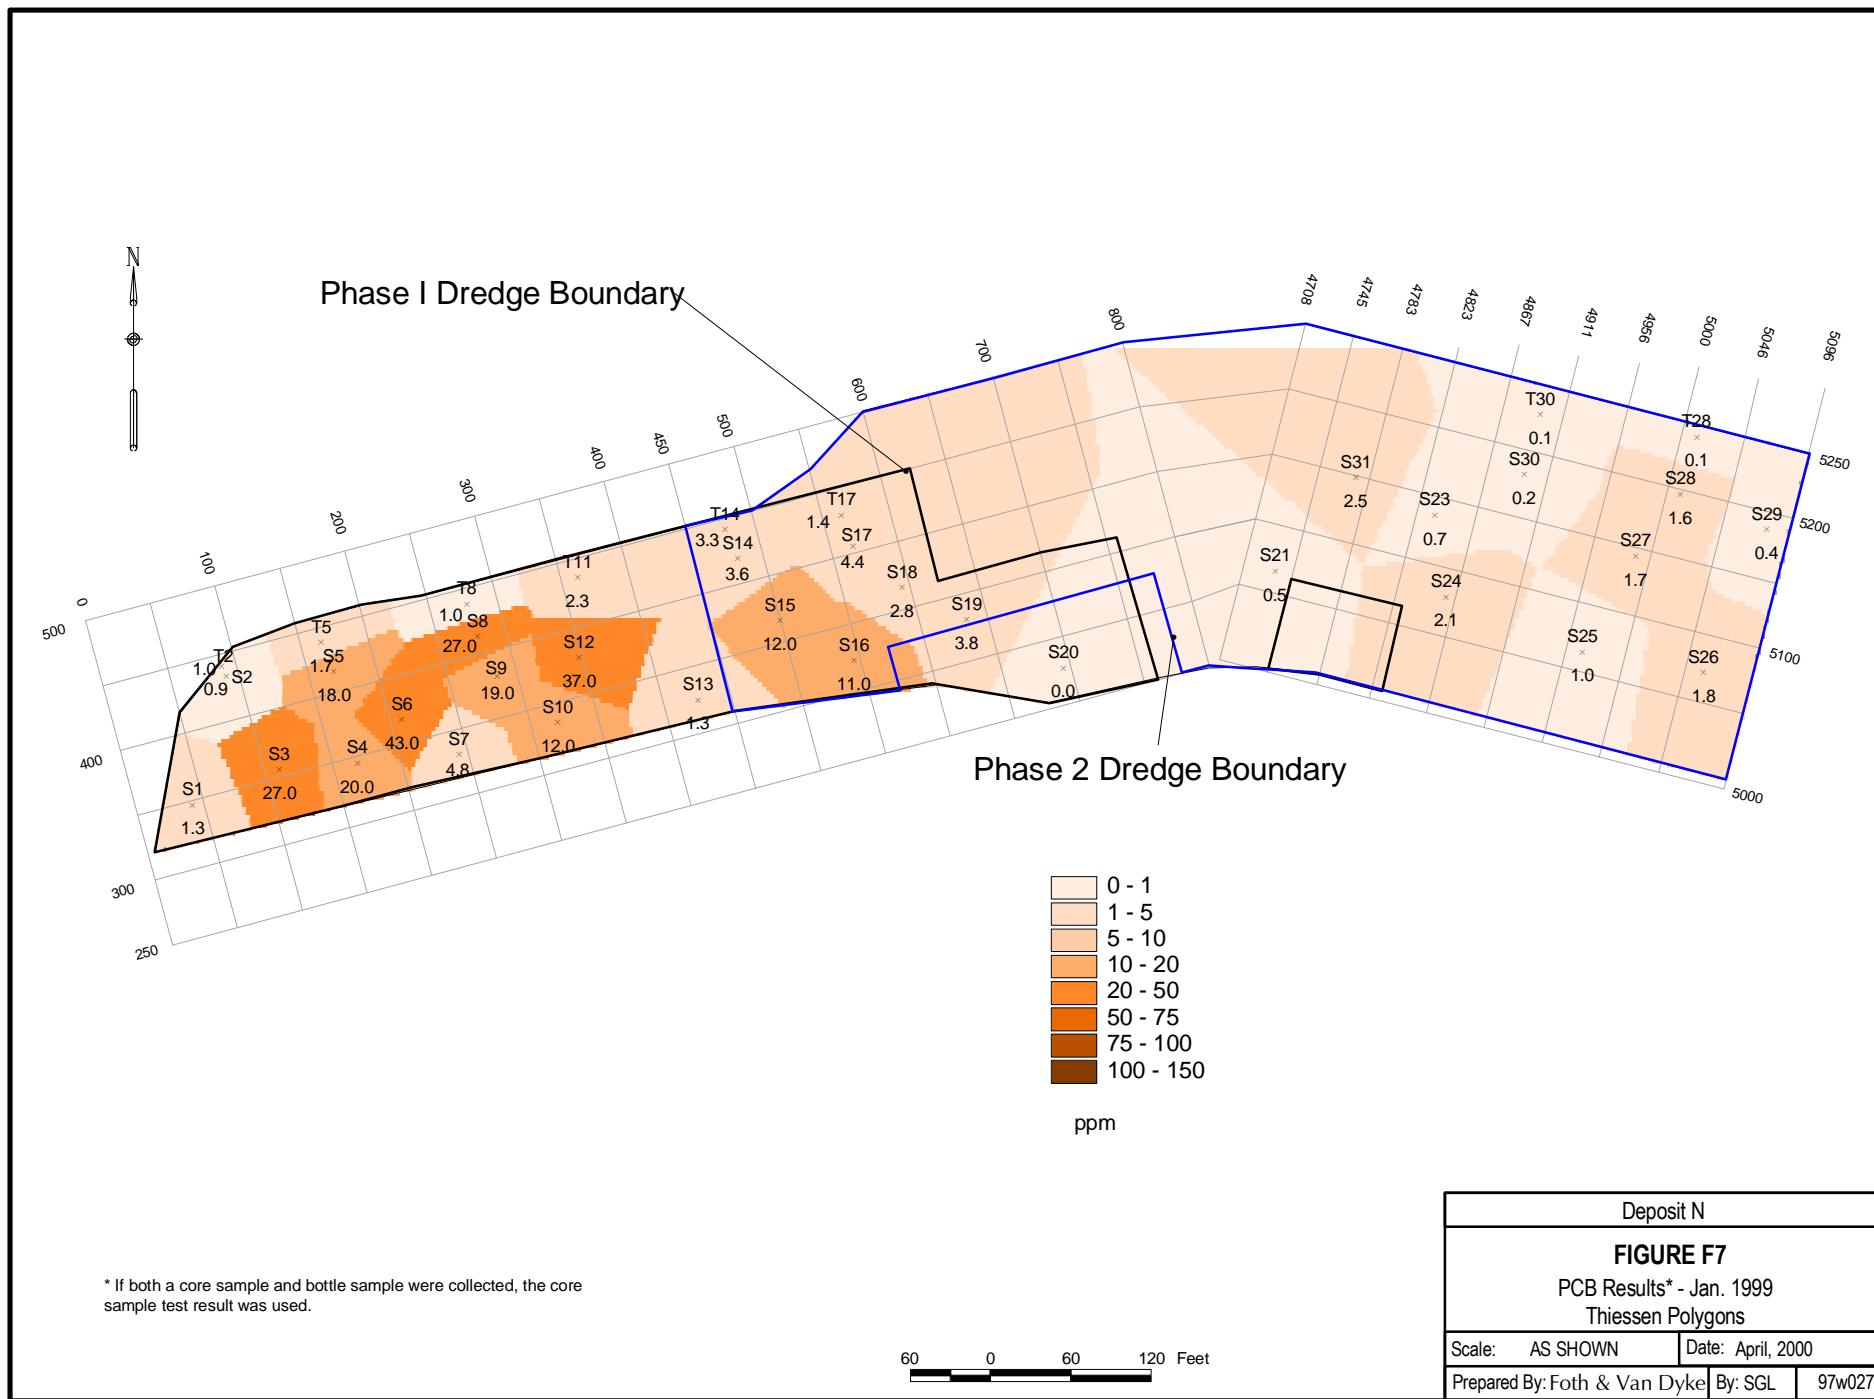 N
Phase I Dredge Boundary
4708
4745
4783
4823
4867
4911
4956
5000
5046
5096
800
700
600
500
450
400
300
200
100
0
500
400
300
250
5250
5200
5100
5000
T30
0.1
T28
0.1
S31
2.5
S30
0.2
S28
1.6
S23
0.7
S29
0.4
S27
1.7
S21
0.5
S24
2.1
S25
1.0
S26
1.8
T17
1.4
T14
3.3
S14
3.6
S17
4.4
S18
2.8
S19
3.8
S15
12.0
S16
11.0
S20
0.0
T11
2.3
T8
1.0
S8
27.0
S12
37.0
S9
19.0
S13
1.3
S10
12.0
T5
1.7
S5
18.0
T2
1.0
S2
0.9
S6
43.0
S7
4.8
S4
20.0
S3
27.0
S1
1.3
Phase 2 Dredge Boundary
0 - 1
1 - 5
5 - 10
10 - 20
20 - 50
50 - 75
75 - 100
100 - 150
ppm
* If both a core sample and bottle sample were collected, the core
sample test result was used.
60 0 60 120 Feet
Deposit N
FIGURE F7
PCB Results* - Jan. 1999
Thiessen Polygons
Scale: AS SHOWN Date: April, 2000
Prepared By: Foth & Van Dyke By: SGL 97w027